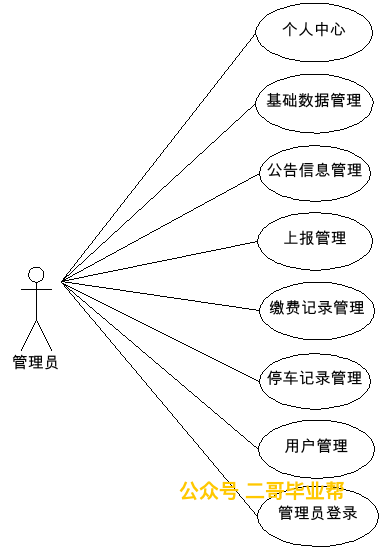 个人中心
基础数据管理
公告信息管理
上报管理
缴费记录管理
管理员
停车记录管理
用户管理
公众号 二哥毕业帮
管理员登录